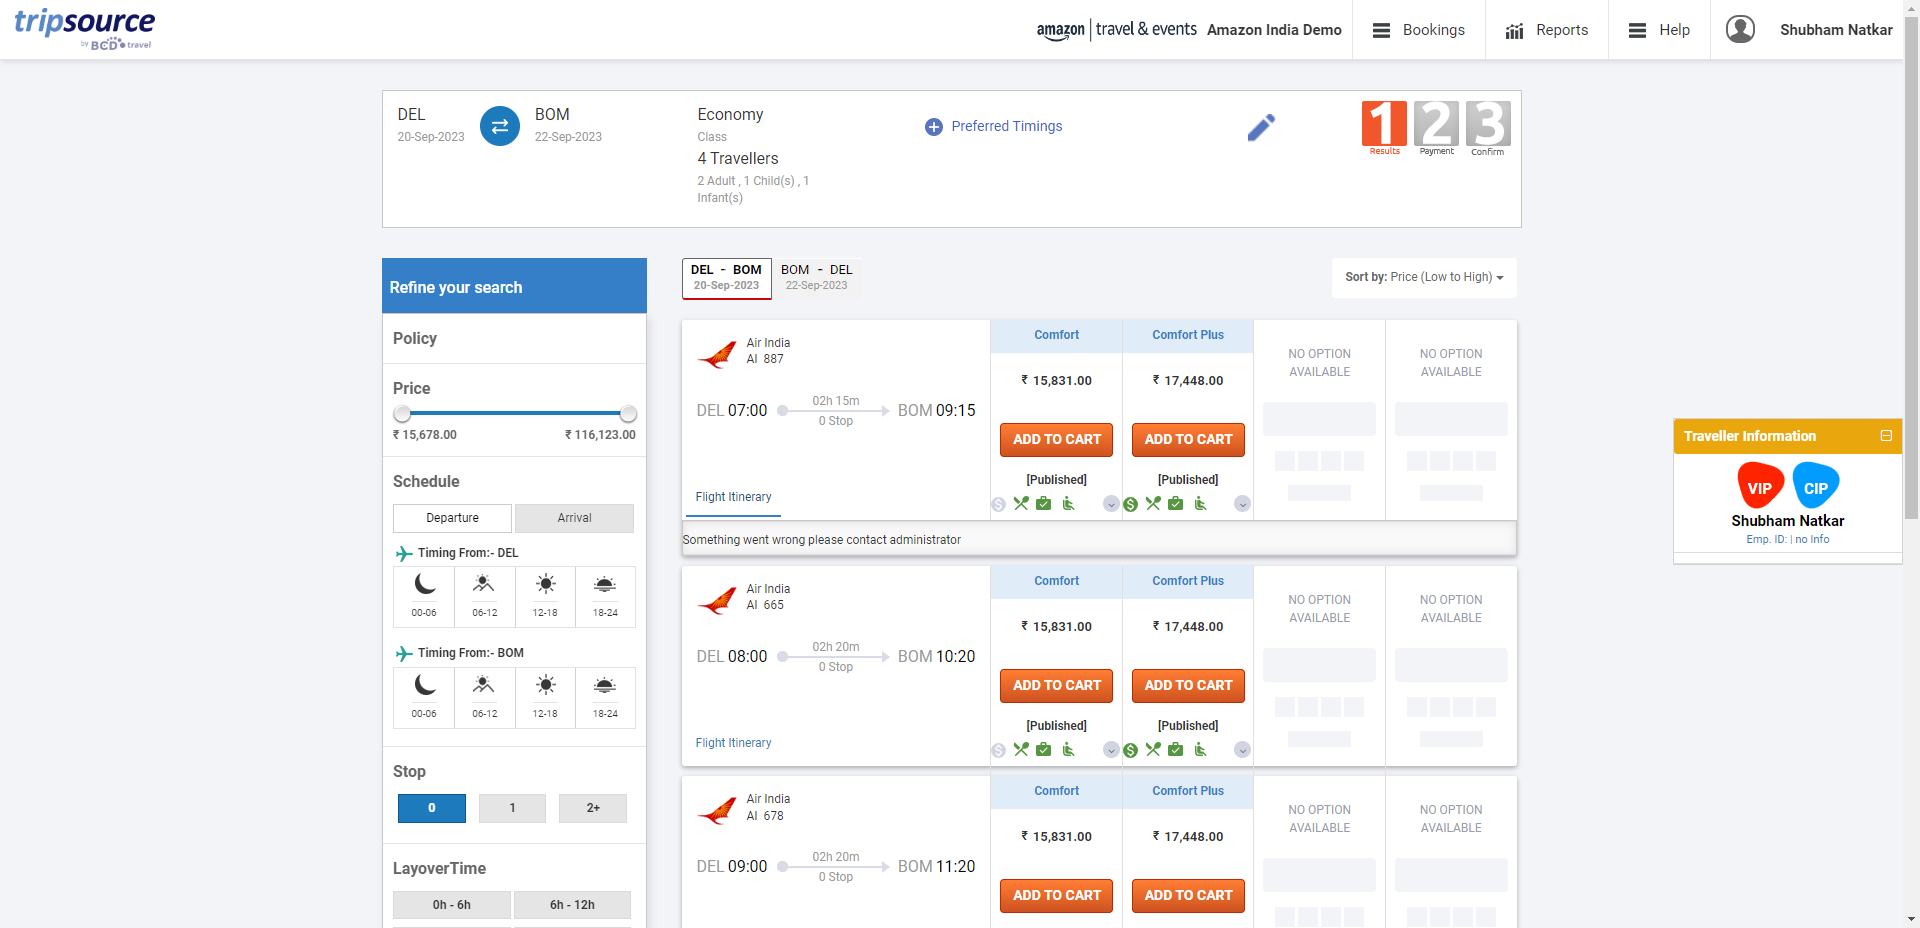 tripsource
by BCD travel
amazon | travel & events
Amazon India Demo
Bookings
Reports
Help
Shubham Natkar
DEL
20-Sep-2023
BOM
22-Sep-2023
Economy
Class
4 Travellers
2 Adult , 1 Child(s) , 1
Infant(s)
Preferred Timings
1 2 3
Results Payment Confirm
Refine your search
Policy
Price
₹ 15,678.00 ₹ 116,123.00
Schedule
Departure Arrival
Timing From:- DEL
00-06 06-12 12-18 18-24
Timing From:- BOM
00-06 06-12 12-18 18-24
Stop
0 1 2+
LayoverTime
0h - 6h 6h - 12h
DEL - BOM
20-Sep-2023
BOM - DEL
22-Sep-2023
Sort by: Price (Low to High)
Air India
AI 887
DEL 07:00
02h 15m
0 Stop
BOM 09:15
Flight Itinerary
Comfort
₹ 15,831.00
ADD TO CART
[Published]
Comfort Plus
₹ 17,448.00
ADD TO CART
[Published]
NO OPTION
AVAILABLE
NO OPTION
AVAILABLE
Something went wrong please contact administrator
Air India
AI 665
DEL 08:00
02h 20m
0 Stop
BOM 10:20
Flight Itinerary
Comfort
₹ 15,831.00
ADD TO CART
[Published]
Comfort Plus
₹ 17,448.00
ADD TO CART
[Published]
NO OPTION
AVAILABLE
NO OPTION
AVAILABLE
Air India
AI 678
DEL 09:00
02h 20m
0 Stop
BOM 11:20
Comfort
₹ 15,831.00
ADD TO CART
Comfort Plus
₹ 17,448.00
ADD TO CART
NO OPTION
AVAILABLE
NO OPTION
AVAILABLE
Traveller Information
VIP CIP
Shubham Natkar
Emp. ID: | no Info